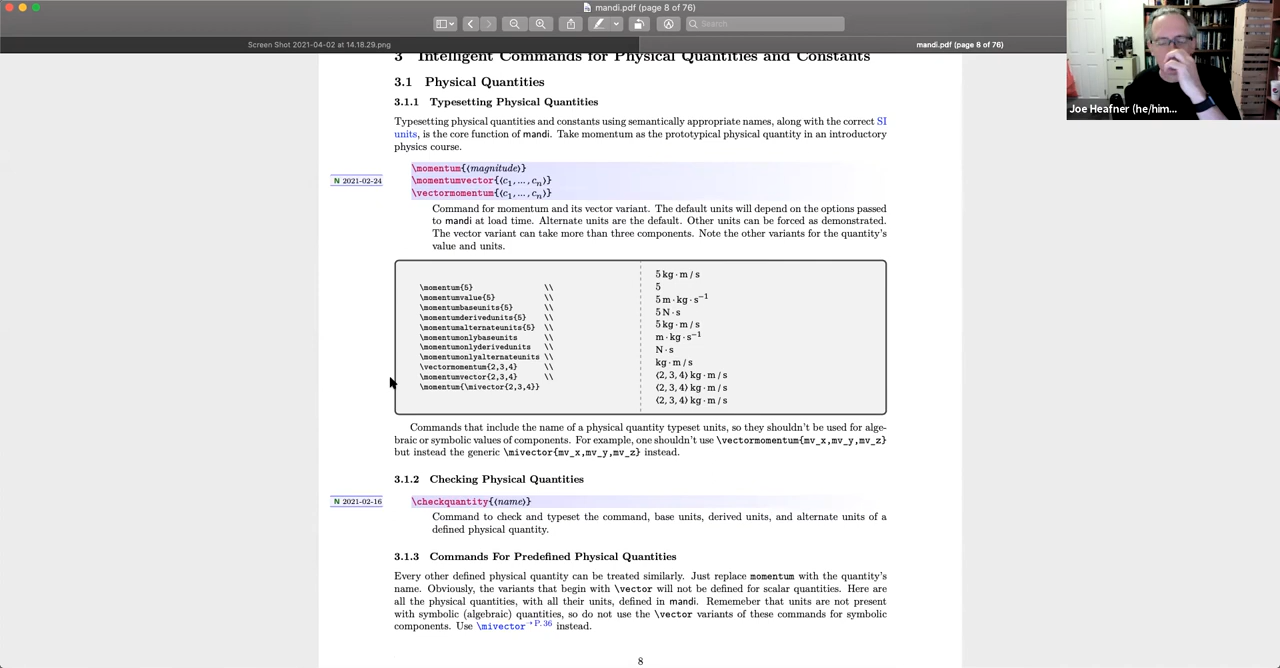 mandi.pdf (page 8 of 76)
Search
Screen Shot 2021-04-02 at 14.18.29.png
mandi.pdf (page 8 of 76)
Joe Heafner (he/him...
3 Intelligent Commands for Physical Quantities and Constants
3.1 Physical Quantities
3.1.1 Typesetting Physical Quantities
Typesetting physical quantities and constants using semantically appropriate names, along with the correct SI
units, is the core function of mandi. Take momentum as the prototypical physical quantity in an introductory
physics course.
\momentum{⟨magnitude⟩}
N 2021-02-24 \momentumvector{⟨c₁,…,cₙ⟩}
\vectormomentum{⟨c₁,…,cₙ⟩}
Command for momentum and its vector variant. The default units will depend on the options passed
to mandi at load time. Alternate units are the default. Other units can be forced as demonstrated.
The vector variant can take more than three components. Note the other variants for the quantity's
value and units.
\momentum{5} \\
\momentumvalue{5} \\
\momentumbaseunits{5} \\
\momentumderivedunits{5} \\
\momentumalternateunits{5} \\
\momentumonlybaseunits \\
\momentumonlyderivedunits \\
\momentumonlyalternateunits \\
\vectormomentum{2,3,4} \\
\momentumvector{2,3,4} \\
\momentum{\mivector{2,3,4}}
5 kg · m / s
5
5 m · kg · s⁻¹
5 N · s
5 kg · m / s
m · kg · s⁻¹
N · s
kg · m / s
⟨2, 3, 4⟩ kg · m / s
⟨2, 3, 4⟩ kg · m / s
⟨2, 3, 4⟩ kg · m / s
Commands that include the name of a physical quantity typeset units, so they shouldn't be used for alge-
braic or symbolic values of components. For example, one shouldn't use \vectormomentum{mv_x,mv_y,mv_z}
but instead the generic \mivector{mv_x,mv_y,mv_z} instead.
3.1.2 Checking Physical Quantities
N 2021-02-16 \checkquantity{⟨name⟩}
Command to check and typeset the command, base units, derived units, and alternate units of a
defined physical quantity.
3.1.3 Commands For Predefined Physical Quantities
Every other defined physical quantity can be treated similarly. Just replace momentum with the quantity's
name. Obviously, the variants that begin with \vector will not be defined for scalar quantities. Here are
all the physical quantities, with all their units, defined in mandi. Rememeber that units are not present
with symbolic (algebraic) quantities, so do not use the \vector variants of these commands for symbolic
components. Use \mivector→P.36 instead.
8